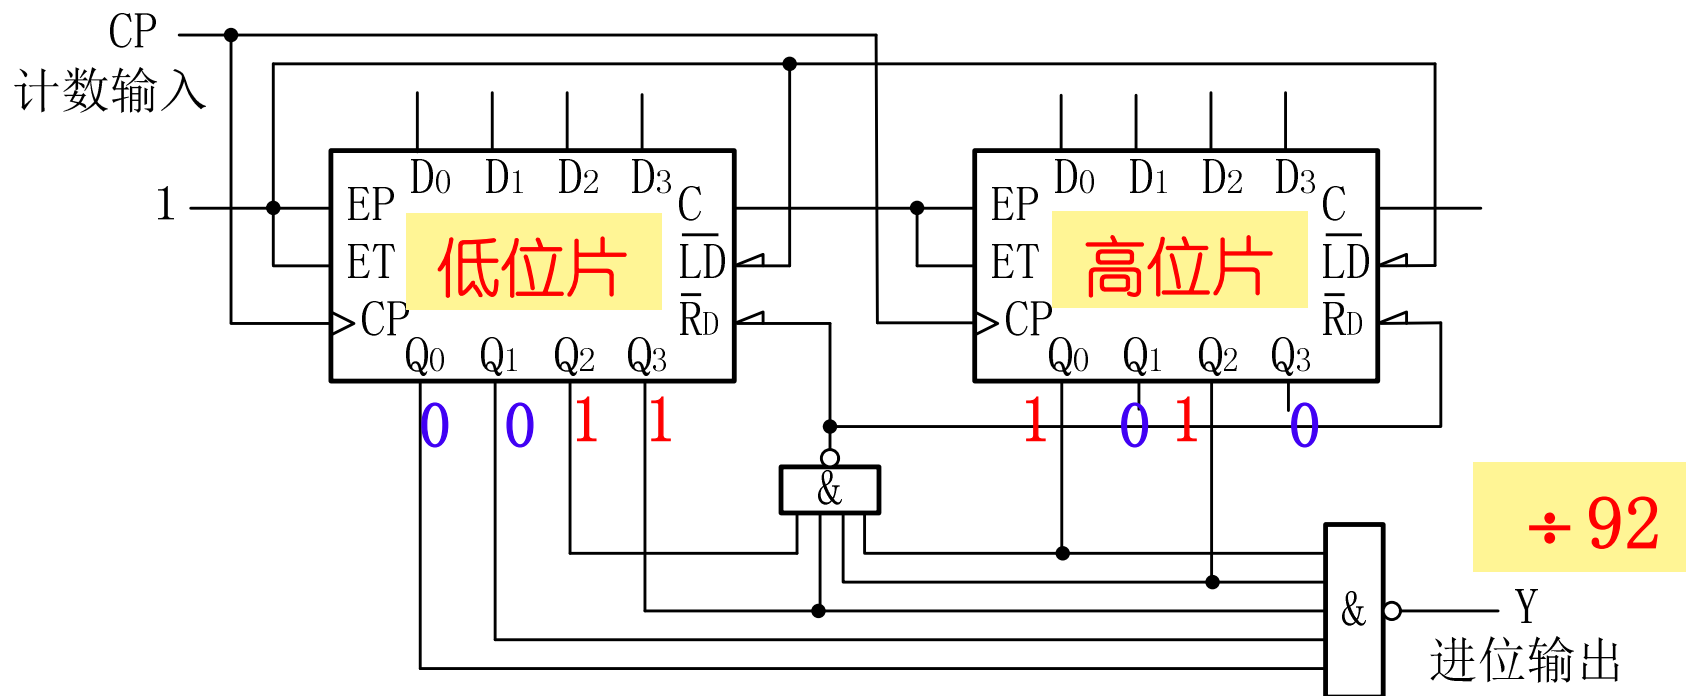 CP
计数输入
D0 D1 D2 D3
D0 D1 D2 D3
1
EP C
EP C
ET LD
ET LD
低位片
高位片
CP RD
CP RD
Q0 Q1 Q2 Q3
Q0 Q1 Q2 Q3
0 0 1 1
1 0 1 0
&
÷92
&
Y
进位输出